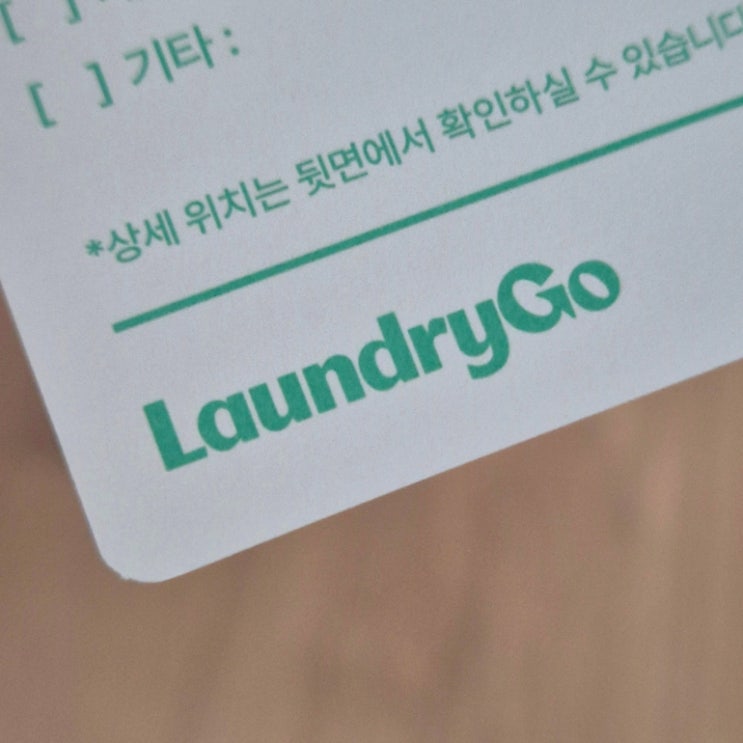 [ ]
[ ] 기타 :
*상세 위치는 뒷면에서 확인하실 수 있습니다
LaundryGo